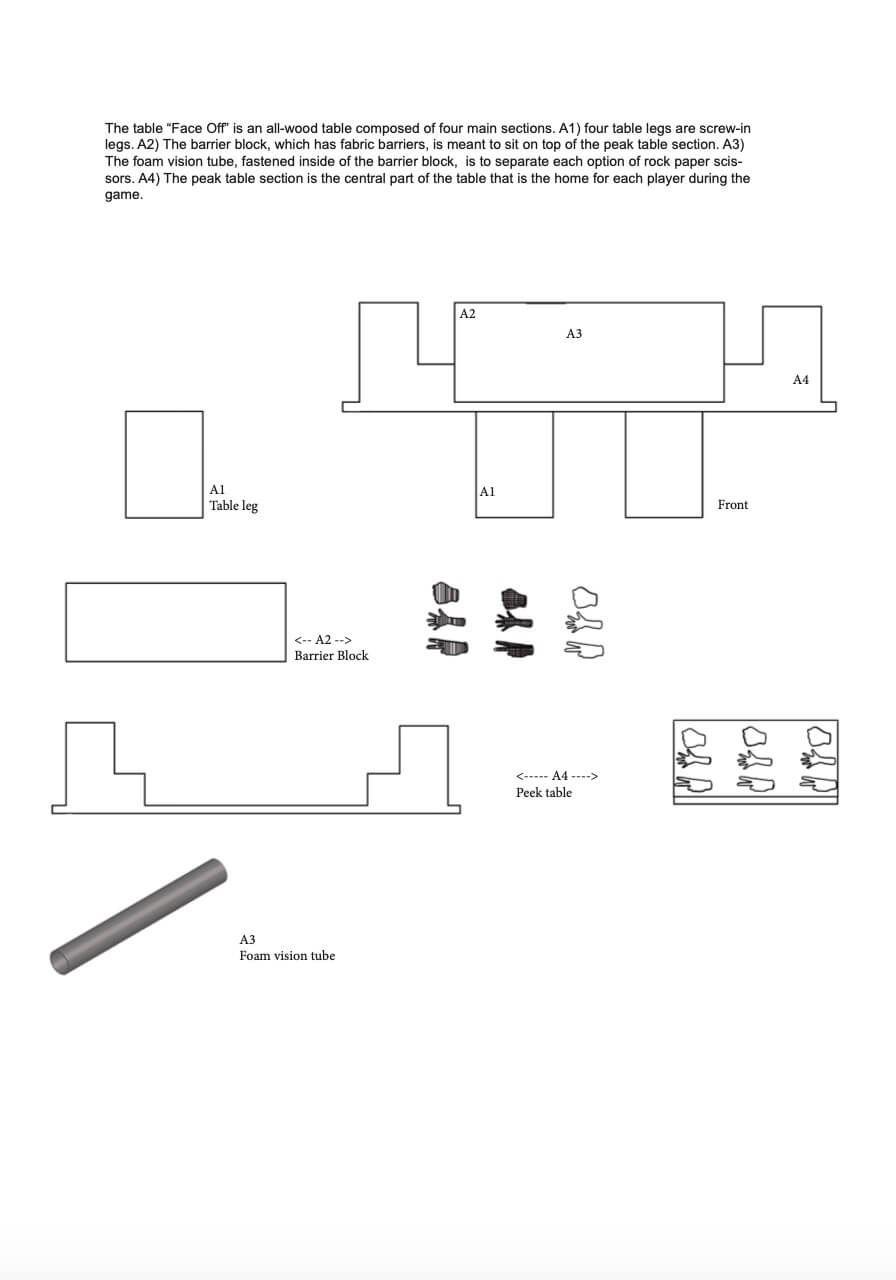 The table “Face Off” is an all-wood table composed of four main sections. A1) four table legs are screw-in
legs. A2) The barrier block, which has fabric barriers, is meant to sit on top of the peak table section. A3)
The foam vision tube, fastened inside of the barrier block,  is to separate each option of rock paper scis-
sors. A4) The peak table section is the central part of the table that is the home for each player during the
game.
A2
A3
A4
A1
Table leg
A1
Front
<-- A2 -->
Barrier Block
<----- A4 ---->
Peek table
A3
Foam vision tube